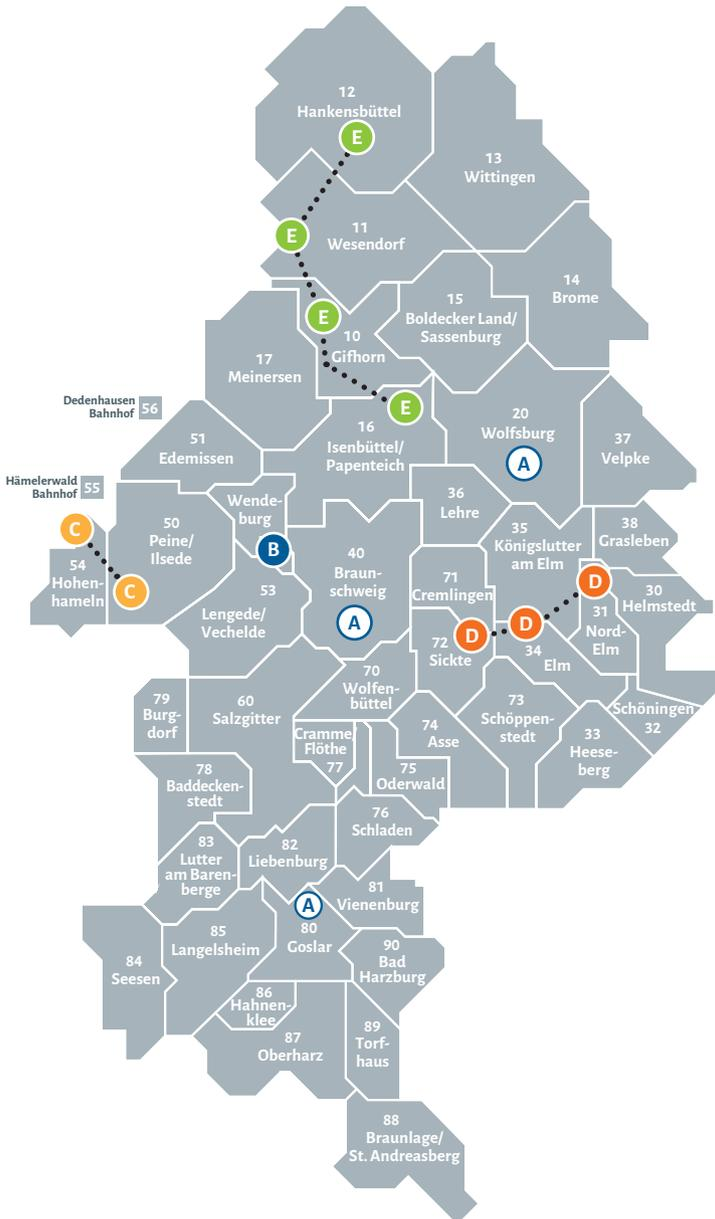 12
Hankensbüttel
E
13
Wittingen
E
11
Wesendorf
14
Brome
E
15
Boldecker Land/
Sassenburg
10
Gifhorn
17
Meinersen
E
Dedenhausen
Bahnhof
56
16
Isenbüttel/
Papenteich
20
Wolfsburg
A
37
Velpke
51
Edemissen
Hämelerwald
Bahnhof
55
Wende-
burg
36
Lehre
C
50
Peine/
Ilsede
B
35
Königslutter
am Elm
38
Grasleben
40
Braun-
schweig
A
54
Hohen-
hameln
C
53
Lengede/
Vechelde
71
Cremlingen
D
30
Helmstedt
31
Nord-
Elm
D
D
72
Sickte
34
Elm
70
Wolfen-
büttel
79
Burg-
dorf
60
Salzgitter
73
Schöppen-
stedt
Schöningen
32
Cramme/
Flöthe
77
74
Asse
33
Heese-
berg
78
Baddecken-
stedt
75
Oderwald
76
Schladen
83
Lutter
am Baren-
berge
82
Liebenburg
81
Vienenburg
A
80
Goslar
85
Langelsheim
90
Bad
Harzburg
84
Seesen
86
Hahnen-
klee
87
Oberharz
89
Torf-
haus
88
Braunlage/
St. Andreasberg